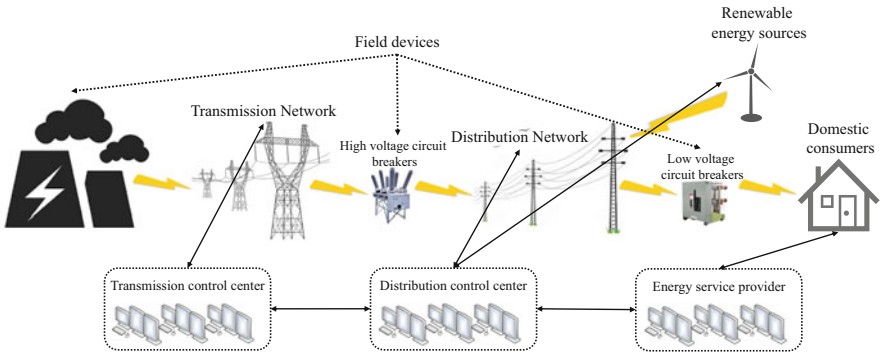 Renewable
energy sources
Field devices
Transmission Network
High voltage circuit
breakers
Distribution Network
Low voltage
circuit breakers
Domestic
consumers
Transmission control center
Distribution control center
Energy service provider